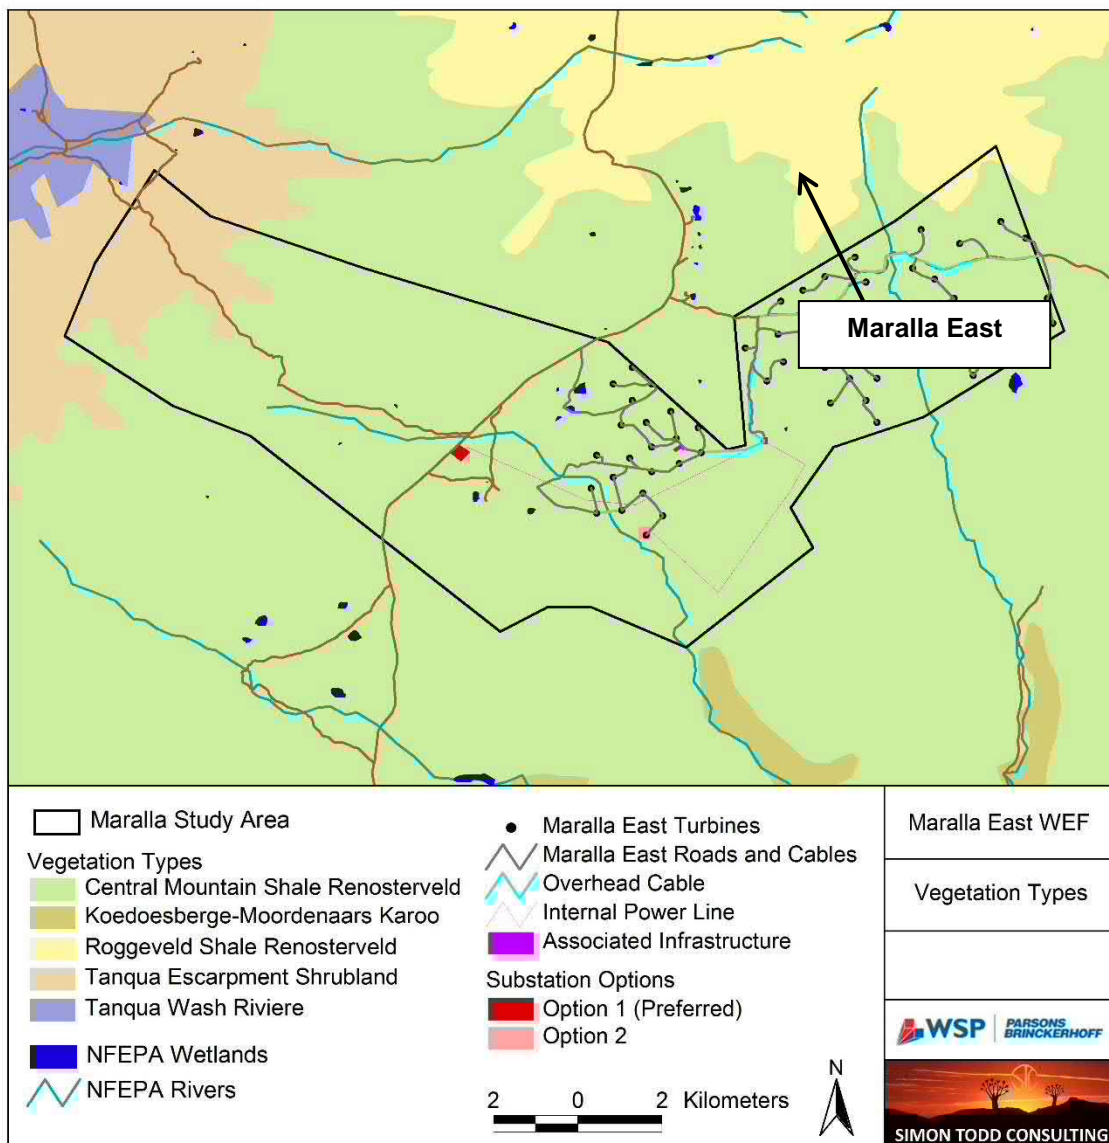 Maralla East
Maralla Study Area
Vegetation Types
Central Mountain Shale Renosterveld
Koedoesberge-Moordenaars Karoo
Roggeveld Shale Renosterveld
Tanqua Escarpment Shrubland
Tanqua Wash Riviere
NFEPA Wetlands
NFEPA Rivers
Maralla East Turbines
Maralla East Roads and Cables
Overhead Cable
Internal Power Line
Associated Infrastructure
Substation Options
Option 1 (Preferred)
Option 2
2 0 2 Kilometers
N
Maralla East WEF
Vegetation Types
WSP | PARSONS
BRINCKERHOFF
SIMON TODD CONSULTING